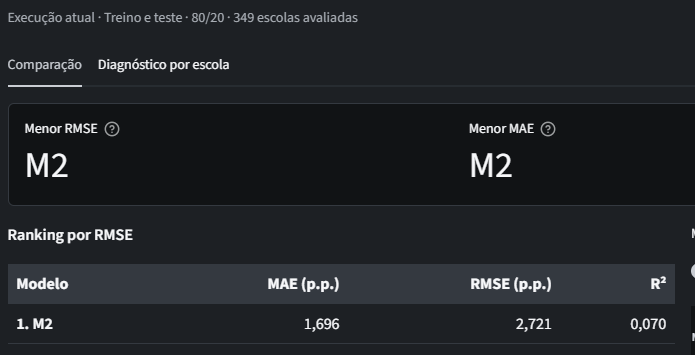 Execução atual · Treino e teste · 80/20 · 349 escolas avaliadas
Comparação Diagnóstico por escola
Menor RMSE ? Menor MAE ?
M2 M2
Ranking por RMSE
Modelo MAE (p.p.) RMSE (p.p.) R²
1. M2 1,696 2,721 0,070